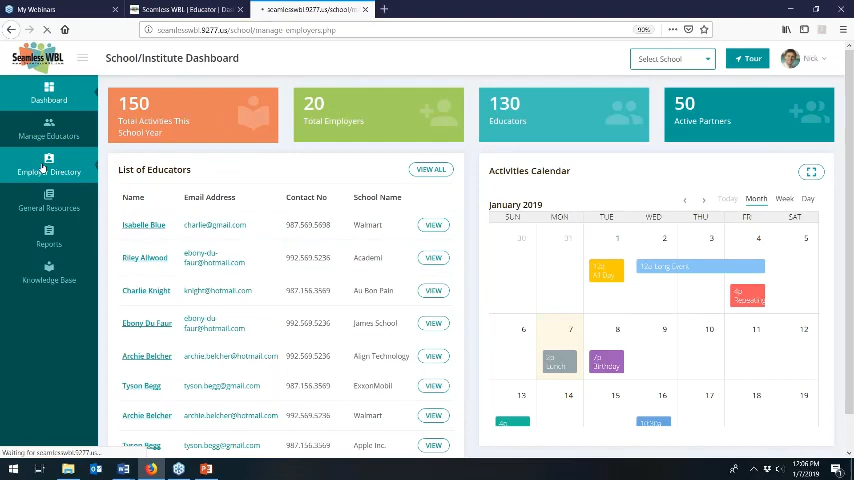 My Webinars
Seamless WBL | Educator | Das
seamlesswbl.9277.us/school/m
seamlesswbl.9277.us/school/manage_employers.php
90%
Seamless WBL
School/Institute Dashboard
Select School
Tour
Nick
Dashboard
Manage Educators
Employer Directory
General Resources
Reports
Knowledge Base
150
Total Activities This
School Year
20
Total Employers
130
Educators
50
Active Partners
List of Educators
VIEW ALL
Name Email Address Contact No School Name
Isabelle Blue charlie@gmail.com 987.569.5698 Walmart VIEW
Riley Allwood ebony-du-
faur@hotmail.com 992.569.5236 Academi VIEW
Charlie Knight knight@hotmail.com 987.156.3569 Au Bon Pain VIEW
Ebony Du Faur ebony-du-
faur@hotmail.com 992.569.5236 James School VIEW
Archie Belcher archie.belcher@hotmail.com 992.569.5236 Align Technology VIEW
Tyson Begg tyson.begg@gmail.com 987.156.3569 ExxonMobil VIEW
Archie Belcher archie.belcher@hotmail.com 992.569.5236 Walmart VIEW
Tyson Begg tyson.begg@gmail.com 987.156.3569 Apple Inc. VIEW
Activities Calendar
January 2019
Today Month Week Day
SUN MON TUE WED THU FRI SAT
30 31 1 2 3 4 5
12a
All Day
12a Long Event
4p
Repeating
6 7 8 9 10 11 12
2p
Lunch
7p
Birthday
13 14 15 16 17 18 19
4p
10:30a
Waiting for seamlesswbl.9277.us...
12:06 PM
1/7/2019